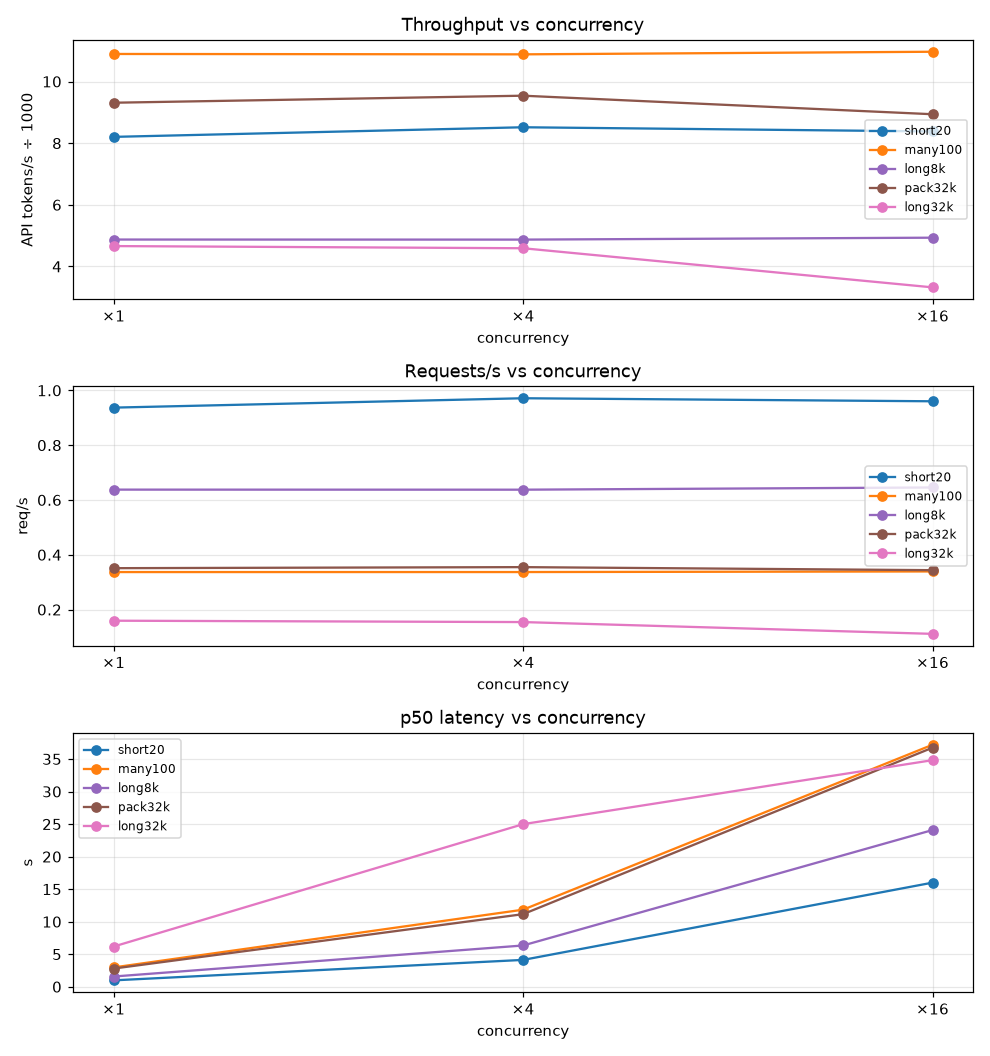 Throughput vs concurrency
API tokens/s ÷ 1000
10
8
6
4
short20
many100
long8k
pack32k
long32k
×1
×4
×16
concurrency
Requests/s vs concurrency
req/s
1.0
0.8
0.6
0.4
0.2
short20
many100
long8k
pack32k
long32k
×1
×4
×16
concurrency
p50 latency vs concurrency
s
35
30
25
20
15
10
5
0
short20
many100
long8k
pack32k
long32k
×1
×4
×16
concurrency